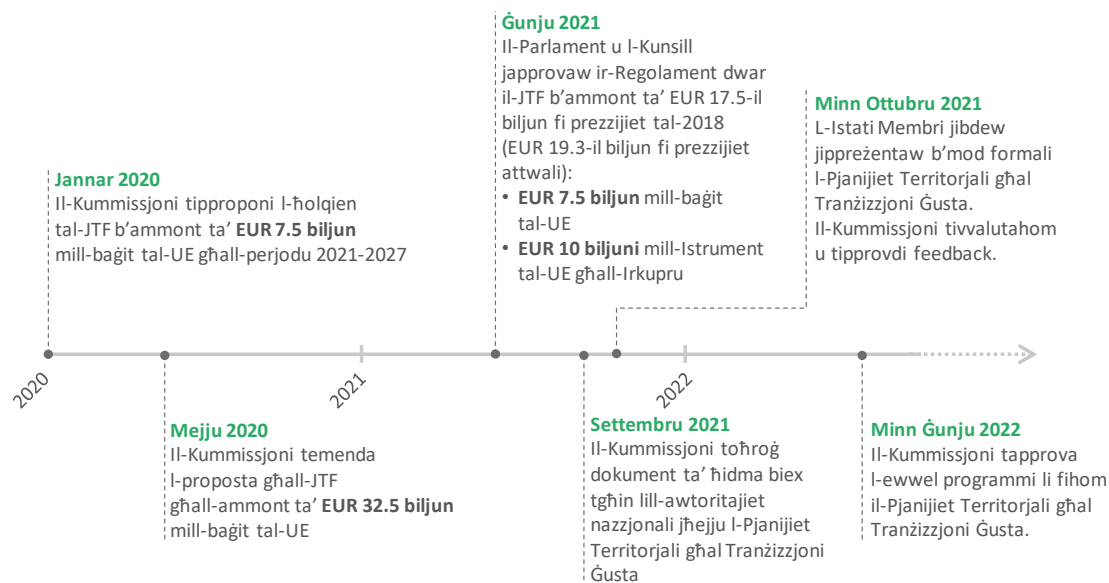 Jannar 2020
Il-Kummissjoni tipproponi l-ħolqien
tal-JTF b'ammont ta' EUR 7.5 biljun
mill-baġit tal-UE għall-perjodu 2021-2027
Ġunju 2021
Il-Parlament u l-Kunsill
japprovaw ir-Regolament dwar
il-JTF b'ammont ta' EUR 17.5-il
biljun fi prezzijiet tal-2018
(EUR 19.3-il biljun fi prezzijiet
attwali):
• EUR 7.5 biljun mill-baġit
tal-UE
• EUR 10 biljuni mill-Istrument
tal-UE għall-Irkupru
Minn Ottubru 2021
L-Istati Membri jibdew
jippreżentaw b'mod formali
l-Pjanijiet Territorjali għal
Tranżizzjoni Ġusta.
Il-Kummissjoni tivvalutahom
u tipprovdi feedback.
2020
2021
2022
Mejju 2020
Il-Kummissjoni temenda
l-proposta għall-JTF
għall-ammont ta' EUR 32.5 biljun
mill-baġit tal-UE
Settembru 2021
Il-Kummissjoni toħroġ
dokument ta' ħidma biex
tgħin lill-awtoritajiet
nazzjonali jħejju l-Pjanijiet
Territorjali għal Tranżizzjoni
Ġusta
Minn Ġunju 2022
Il-Kummissjoni tapprova
l-ewwel programmi li fihom
il-Pjanijiet Territorjali għal
Tranżizzjoni Ġusta.